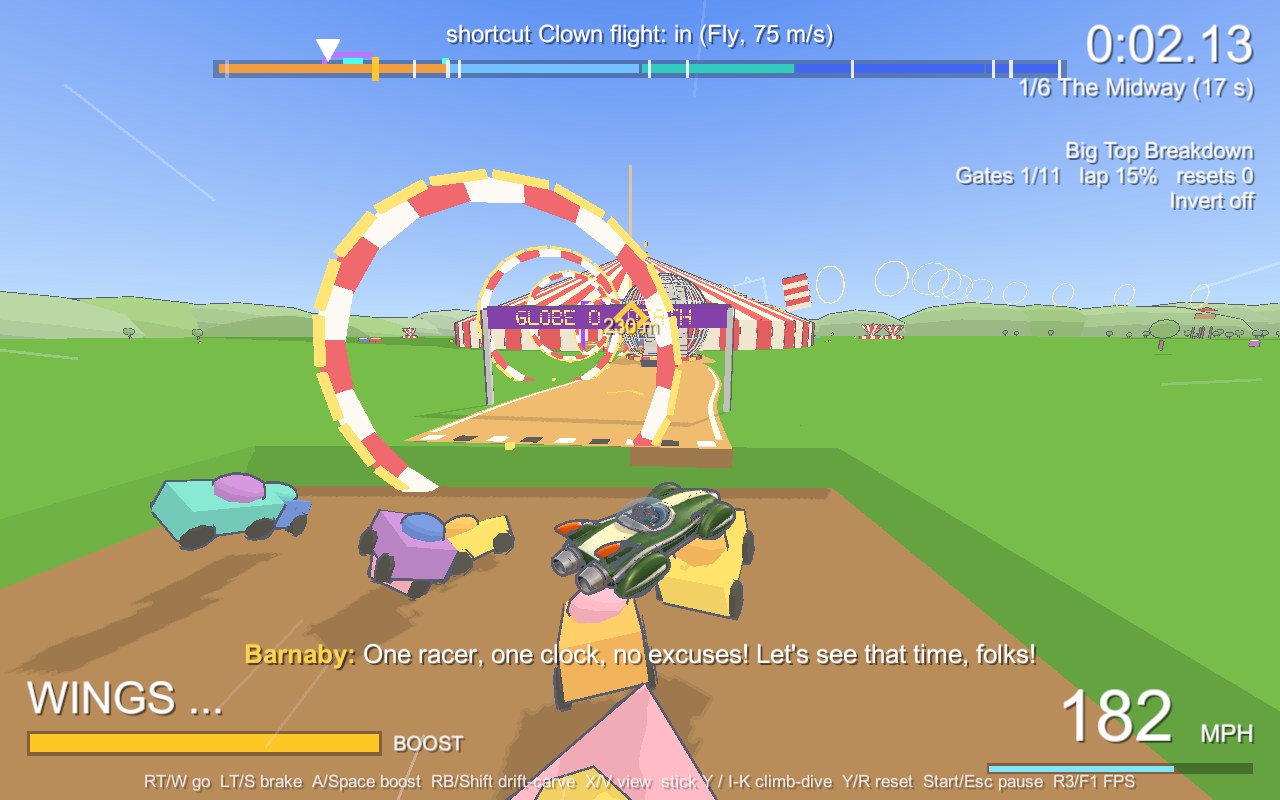 shortcut Clown flight: in (Fly, 75 m/s)
0:02.13
1/6 The Midway (17 s)
Big Top Breakdown
Gates 1/11 lap 15% resets 0
Invert off
GLOBE O
TH
2304m
Barnaby: One racer, one clock, no excuses! Let's see that time, folks!
WINGS ...
BOOST
182 MPH
RT/W go LT/S brake A/Space boost RB/Shift drift-carve X/V view stick Y / I-K climb-dive Y/R reset Start/Esc pause R3/F1 FPS